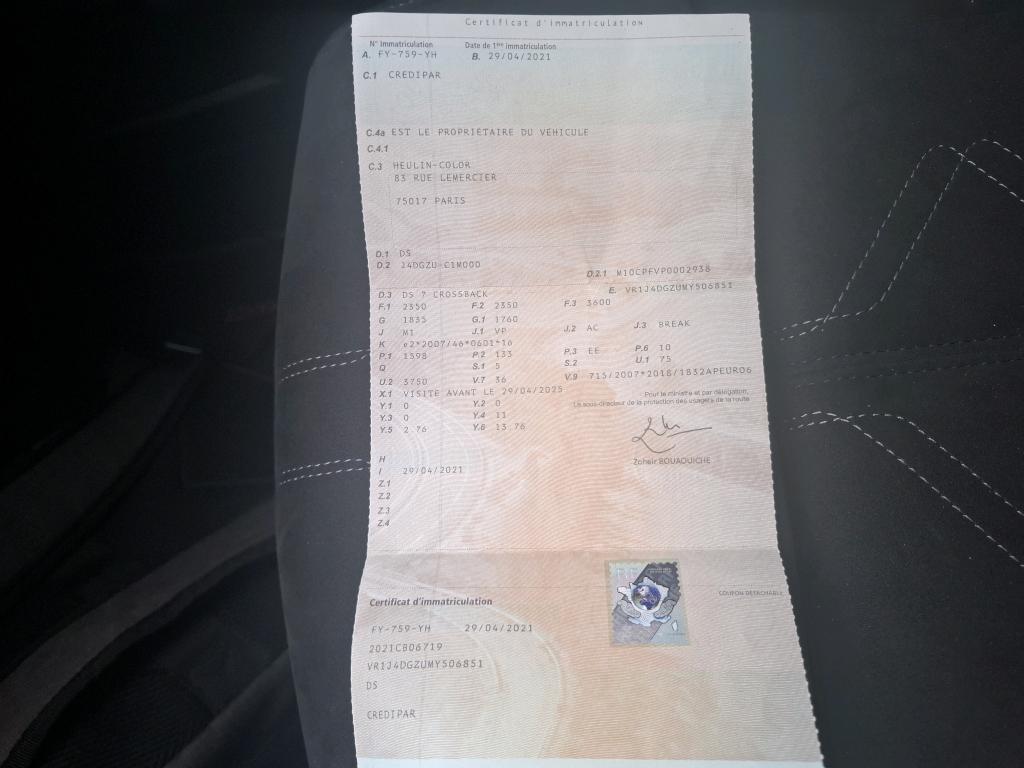 Certificat d'immatriculation
N° Immatriculation Date de 1ère immatriculation
A. FY-759-YH B. 29/04/2021
C.1 CREDIPAR
C.4a EST LE PROPRIÉTAIRE DU VÉHICULE
C.4.1
C.3 HEULIN-COLOR
83 RUE LEMERCIER
75017 PARIS
D.1 DS
D.2 J4DGZU-C1M000 D.2.1 M10CPFVP0002938
D.3 DS 7 CROSSBACK E. VR1J4DGZUMY506851
F.1 2350 F.2 2350 F.3 3600
G 1835 G.1 1760
J M1 J.1 VP J.2 AC J.3 BREAK
K e2*2007/46*0601*16
P.1 1598 P.2 133 P.3 EE P.6 10
Q S.1 5 S.2 U.1 75
U.2 3750 V.7 36 V.9 715/2007*2018/1832APEURO6
X.1 VISITE AVANT LE 29/04/2025
Y.1 0 Y.2 0
Y.3 0 Y.4 11
Y.5 2.76 Y.6 13.76
Pour le ministre et par délégation,
Le sous-directeur de la protection des usagers de la route
Zoheir BOUAOUICHE
H
I 29/04/2021
Z.1
Z.2
Z.3
Z.4
COUPON DÉTACHABLE
Certificat d'immatriculation
FY-759-YH 29/04/2021
2021CB06719
VR1J4DGZUMY506851
DS
CREDIPAR